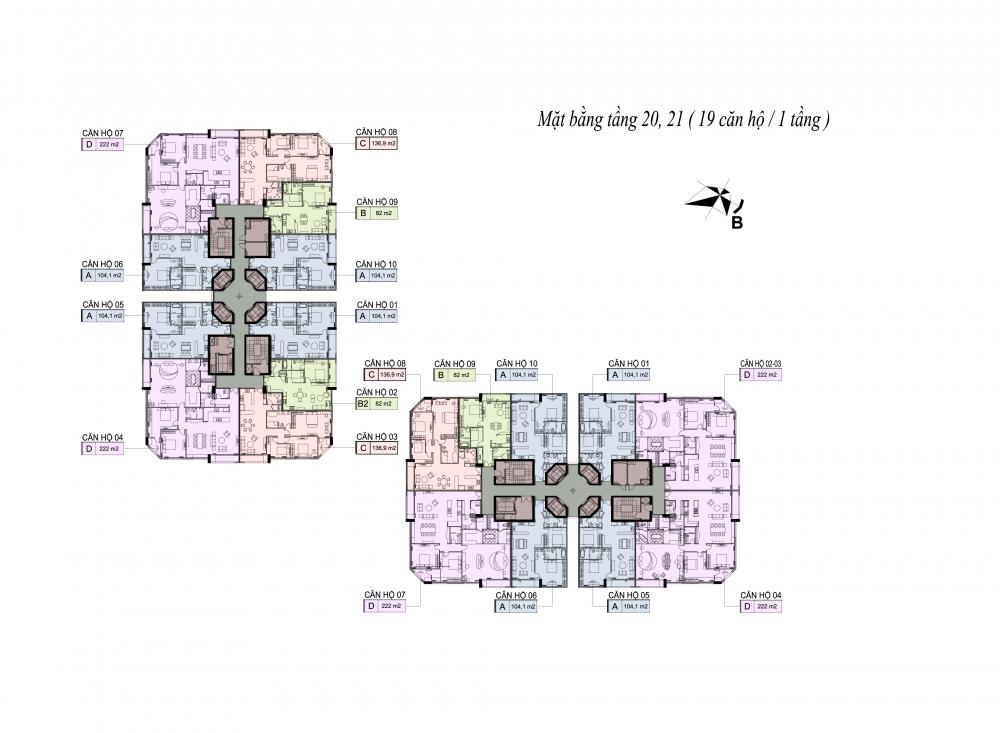 Mặt bằng tầng 20, 21 ( 19 căn hộ / 1 tầng )
B
CĂN HỘ 07
D 222 m2
CĂN HỘ 08
C 136,9 m2
CĂN HỘ 09
B 82 m2
CĂN HỘ 06
A 104,1 m2
CĂN HỘ 10
A 104,1 m2
CĂN HỘ 05
A 104,1 m2
CĂN HỘ 01
A 104,1 m2
CĂN HỘ 02
B2 82 m2
CĂN HỘ 04
D 222 m2
CĂN HỘ 03
C 136,9 m2
CĂN HỘ 08
C 136,9 m2
CĂN HỘ 09
B 82 m2
CĂN HỘ 10
A 104,1 m2
CĂN HỘ 01
A 104,1 m2
CĂN HỘ 02-03
D 222 m2
CĂN HỘ 07
D 222 m2
CĂN HỘ 06
A 104,1 m2
CĂN HỘ 05
A 104,1 m2
CĂN HỘ 04
D 222 m2